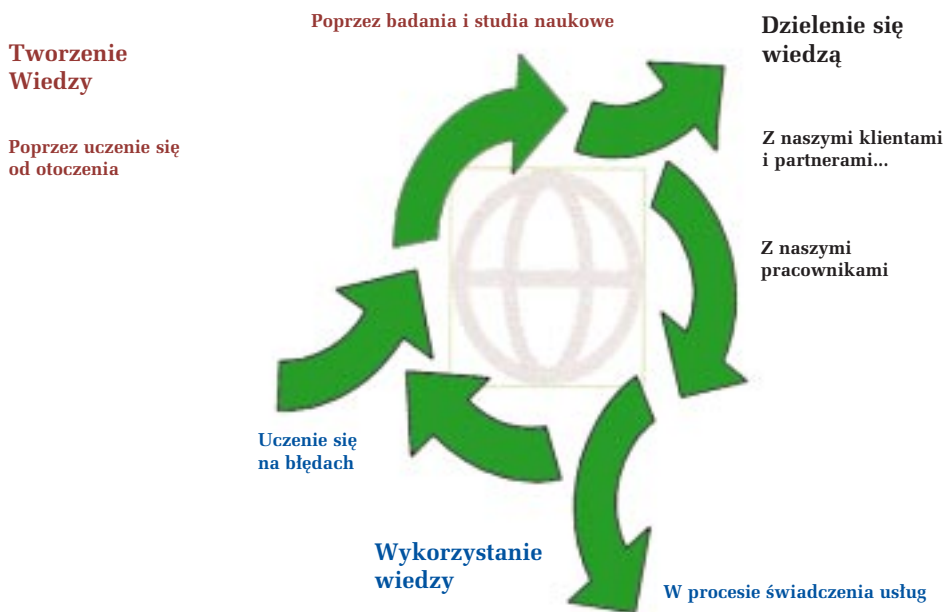 Poprzez badania i studia naukowe
Tworzenie
Wiedzy
Poprzez uczenie się
od otoczenia
Dzielenie się
wiedzą
Z naszymi klientami
i partnerami...
Z naszymi
pracownikami
Uczenie się
na błędach
Wykorzystanie
wiedzy
W procesie świadczenia usług